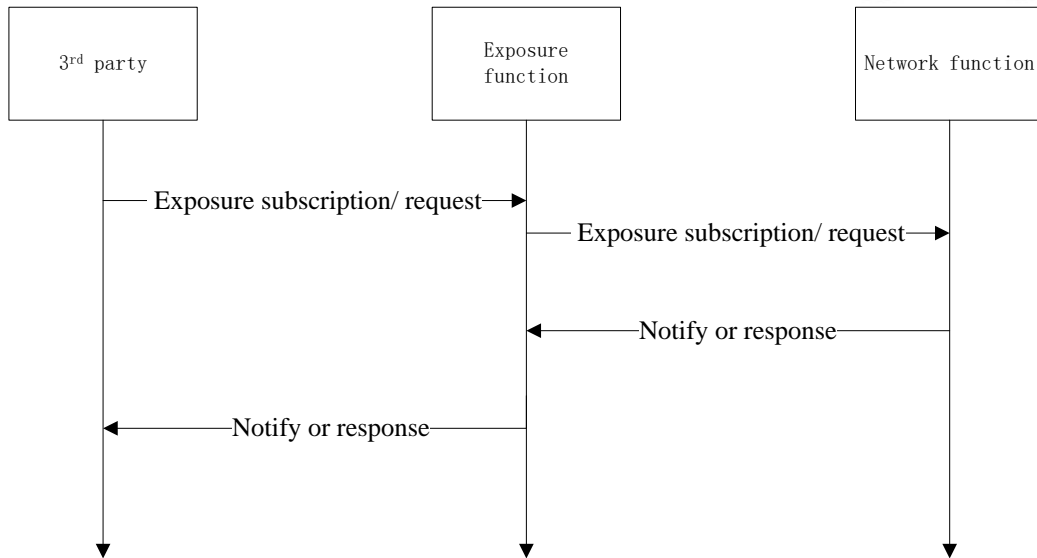 3rd party
Exposure
function
Network function
Exposure subscription/ request
Exposure subscription/ request
Notify or response
Notify or response